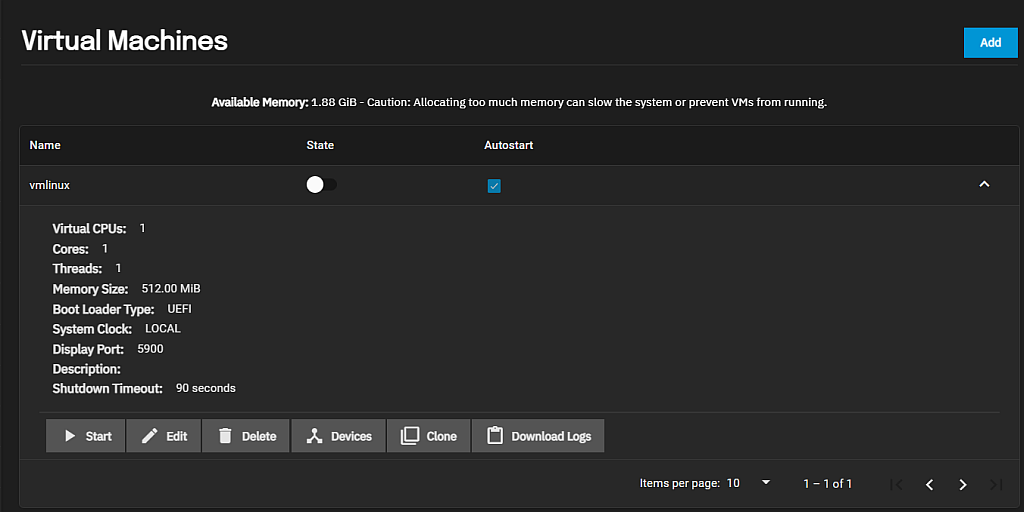 Virtual Machines
Add
Available Memory: 1.88 GiB - Caution: Allocating too much memory can slow the system or prevent VMs from running.
Name State Autostart
vmlinux
Virtual CPUs: 1
Cores: 1
Threads: 1
Memory Size: 512.00 MiB
Boot Loader Type: UEFI
System Clock: LOCAL
Display Port: 5900
Description:
Shutdown Timeout: 90 seconds
Start Edit Delete Devices Clone Download Logs
Items per page: 10 1 – 1 of 1